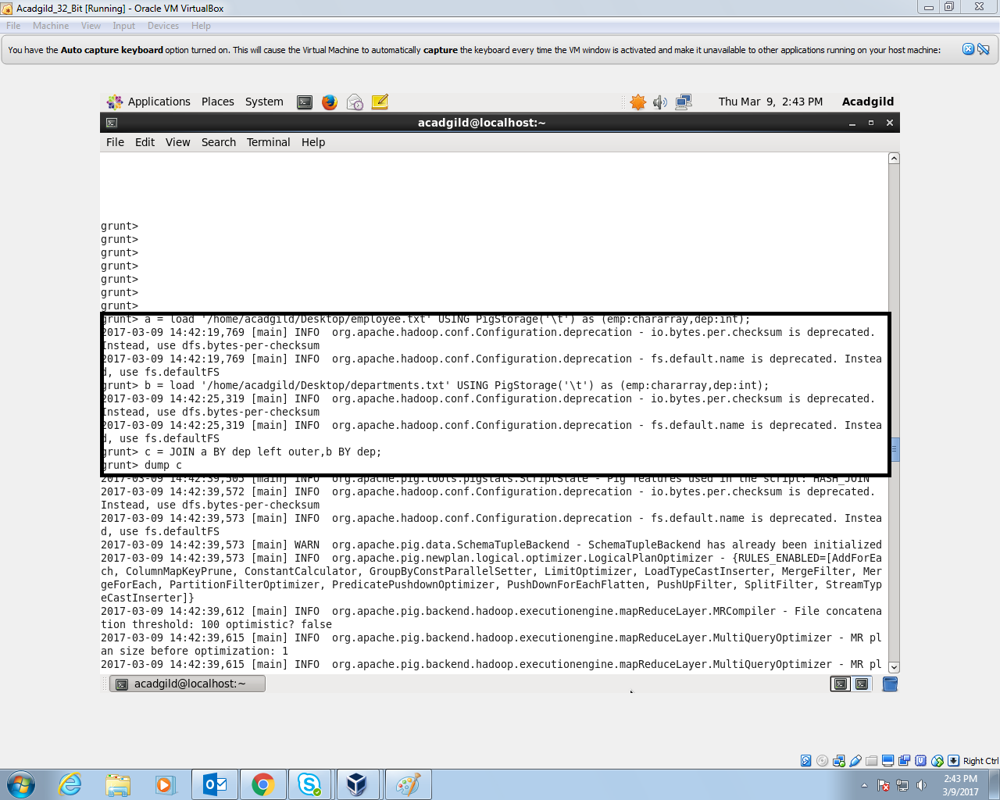 Acadgild_32_Bit [Running] - Oracle VM VirtualBox
File Machine View Input Devices Help
You have the Auto capture keyboard option turned on. This will cause the Virtual Machine to automatically capture the keyboard every time the VM window is activated and make it unavailable to other applications running on your host machine:
Applications Places System Thu Mar 9, 2:43 PM Acadgild
acadgild@localhost:~
File Edit View Search Terminal Help
grunt>
grunt>
grunt>
grunt>
grunt>
grunt>
grunt>
grunt> a = load '/home/acadgild/Desktop/employee.txt' USING PigStorage('\t') as (emp:chararray,dep:int);
2017-03-09 14:42:19,769 [main] INFO  org.apache.hadoop.conf.Configuration.deprecation - io.bytes.per.checksum is deprecated.
Instead, use dfs.bytes-per-checksum
2017-03-09 14:42:19,769 [main] INFO  org.apache.hadoop.conf.Configuration.deprecation - fs.default.name is deprecated. Instea
d, use fs.defaultFS
grunt> b = load '/home/acadgild/Desktop/departments.txt' USING PigStorage('\t') as (emp:chararray,dep:int);
2017-03-09 14:42:25,319 [main] INFO  org.apache.hadoop.conf.Configuration.deprecation - io.bytes.per.checksum is deprecated.
Instead, use dfs.bytes-per-checksum
2017-03-09 14:42:25,319 [main] INFO  org.apache.hadoop.conf.Configuration.deprecation - fs.default.name is deprecated. Instea
d, use fs.defaultFS
grunt> c = JOIN a BY dep left outer,b BY dep;
grunt> dump c
2017-03-09 14:42:39,505 [main] INFO  org.apache.pig.tools.pigstats.ScriptState - Pig features used in the script: HASH_JOIN
2017-03-09 14:42:39,572 [main] INFO  org.apache.hadoop.conf.Configuration.deprecation - io.bytes.per.checksum is deprecated.
Instead, use dfs.bytes-per-checksum
2017-03-09 14:42:39,573 [main] INFO  org.apache.hadoop.conf.Configuration.deprecation - fs.default.name is deprecated. Instea
d, use fs.defaultFS
2017-03-09 14:42:39,573 [main] WARN  org.apache.pig.data.SchemaTupleBackend - SchemaTupleBackend has already been initialized
2017-03-09 14:42:39,573 [main] INFO  org.apache.pig.newplan.logical.optimizer.LogicalPlanOptimizer - {RULES_ENABLED=[AddForEa
ch, ColumnMapKeyPrune, ConstantCalculator, GroupByConstParallelSetter, LimitOptimizer, LoadTypeCastInserter, MergeFilter, Mer
geForEach, PartitionFilterOptimizer, PredicatePushdownOptimizer, PushDownForEachFlatten, PushUpFilter, SplitFilter, StreamTyp
eCastInserter]}
2017-03-09 14:42:39,612 [main] INFO  org.apache.pig.backend.hadoop.executionengine.mapReduceLayer.MRCompiler - File concatena
tion threshold: 100 optimistic? false
2017-03-09 14:42:39,615 [main] INFO  org.apache.pig.backend.hadoop.executionengine.mapReduceLayer.MultiQueryOptimizer - MR pl
an size before optimization: 1
2017-03-09 14:42:39,615 [main] INFO  org.apache.pig.backend.hadoop.executionengine.mapReduceLayer.MultiQueryOptimizer - MR pl
acadgild@localhost:~
Right Ctrl
2:43 PM
3/9/2017